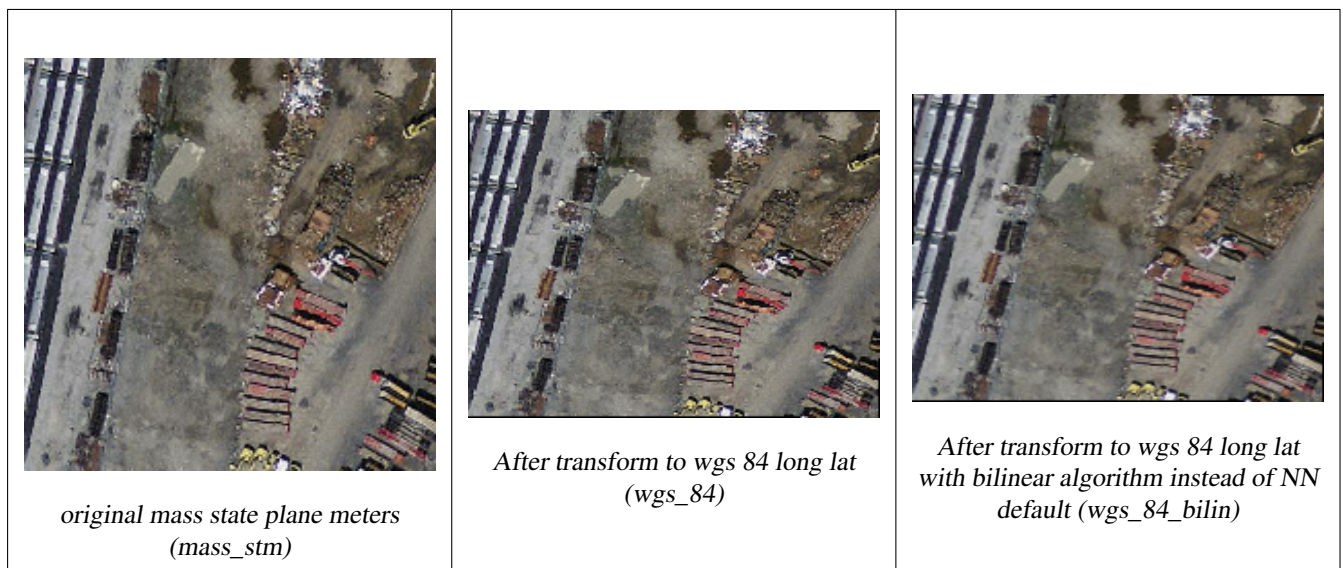 original mass state plane meters
(mass_stm)
After transform to wgs 84 long lat
(wgs_84)
After transform to wgs 84 long lat
with bilinear algorithm instead of NN
default (wgs_84_bilin)